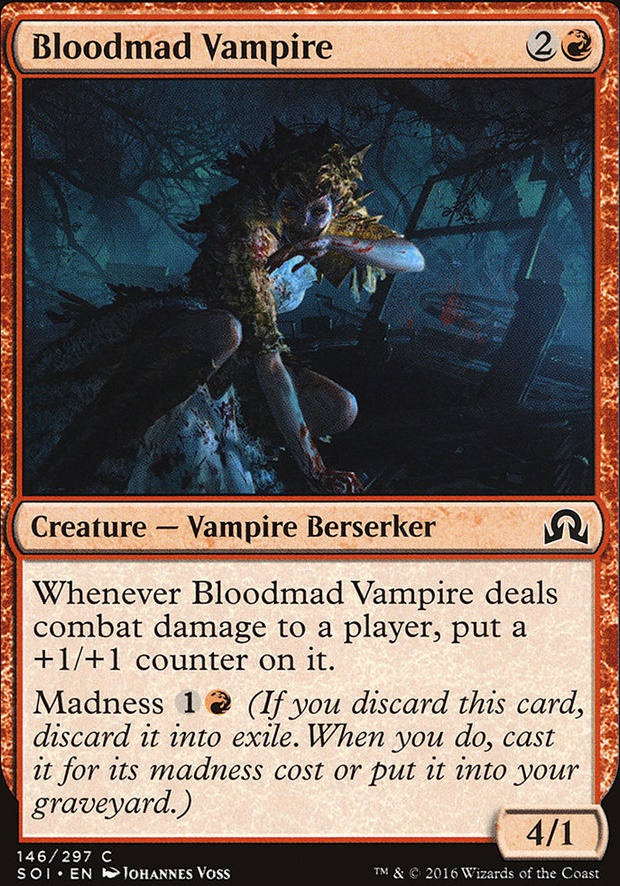 Bloodmad Vampire 2
Creature — Vampire Berserker
Whenever Bloodmad Vampire deals
combat damage to a player, put a
+1/+1 counter on it.
Madness 1 (If you discard this card,
discard it into exile. When you do, cast
it for its madness cost or put it into your
graveyard.)
4/1
146/297 C
SOI • EN Johannes Voss
™ & © 2016 Wizards of the Coast